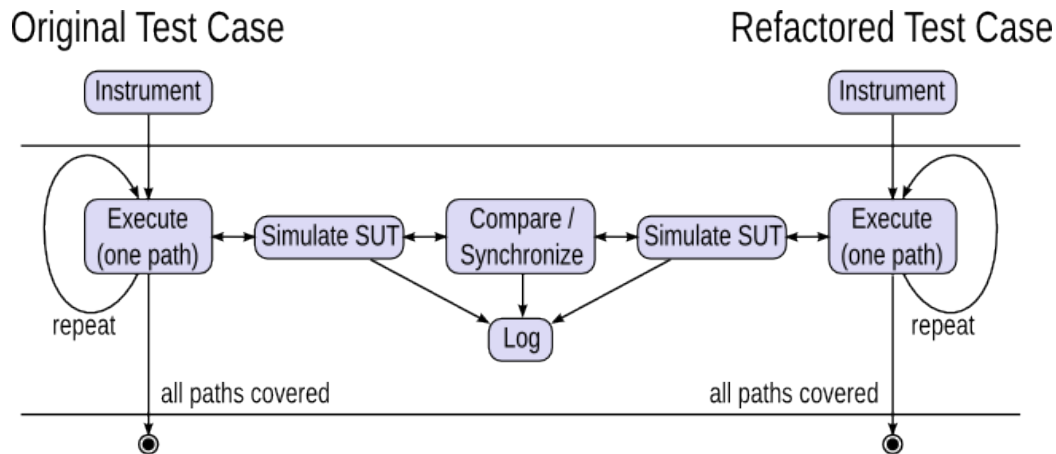 Original Test Case
Refactored Test Case
Instrument
Instrument
Execute
(one path)
Simulate SUT
Compare /
Synchronize
Simulate SUT
Execute
(one path)
repeat
Log
repeat
all paths covered
all paths covered